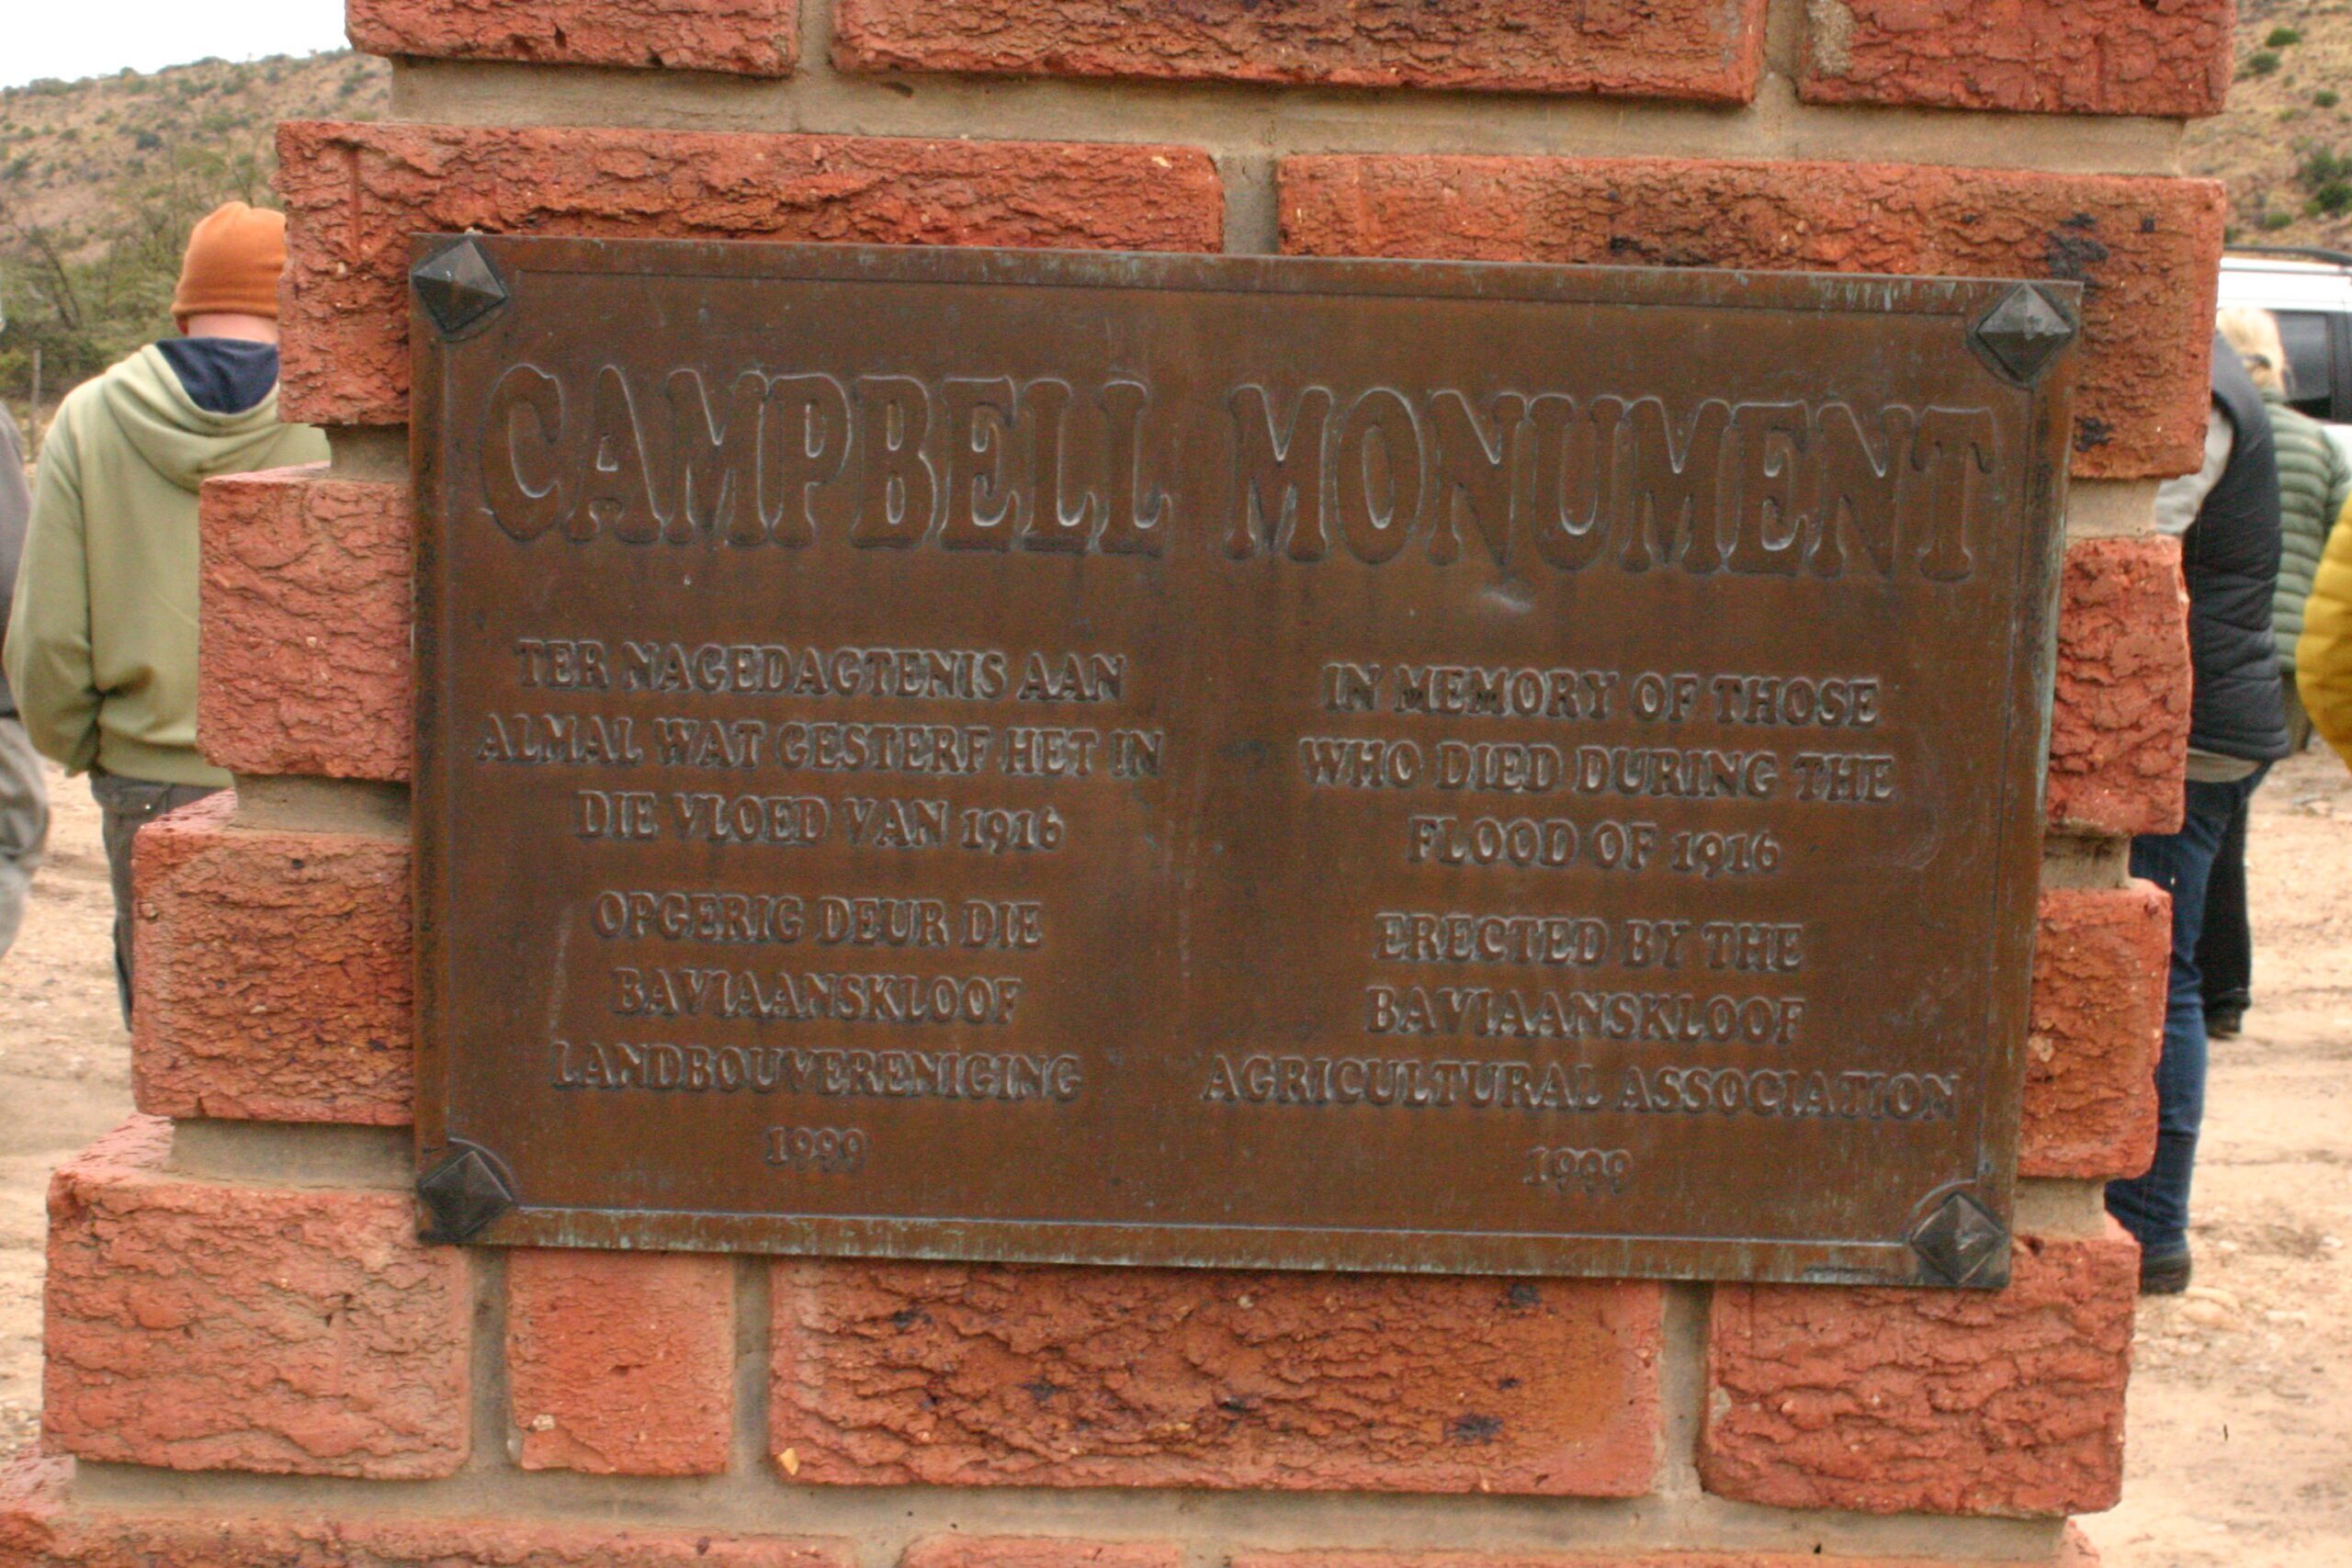 CAMPBELL MONUMENT
TER NAGEDAGTENIS AAN
ALMAL WAT GESTERF HET IN
DIE VLOED VAN 1916
OPGERIG DEUR DIE
BAVIAANSKLOOF
LANDBOUVERENIGING
1999
IN MEMORY OF THOSE
WHO DIED DURING THE
FLOOD OF 1916
ERECTED BY THE
BAVIAANSKLOOF
AGRICULTURAL ASSOCIATION
1999